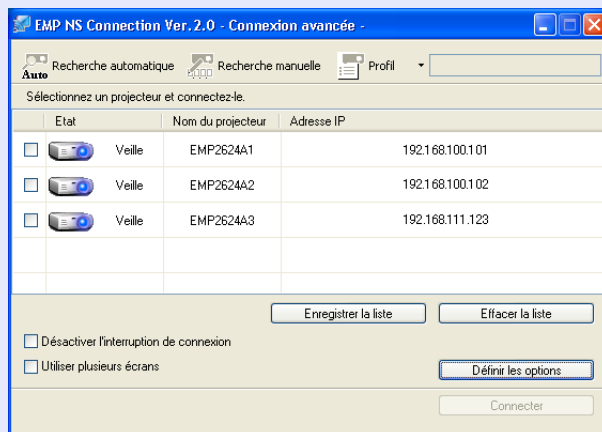 EMP NS Connection Ver.2.0 - Connexion avancée -
Auto Recherche automatique Recherche manuelle Profil
Sélectionnez un projecteur et connectez-le.
Etat Nom du projecteur Adresse IP
Veille EMP2624A1 192.168.100.101
Veille EMP2624A2 192.168.100.102
Veille EMP2624A3 192.168.111.123
Enregistrer la liste Effacer la liste
Désactiver l'interruption de connexion
Utiliser plusieurs écrans
Définir les options
Connecter